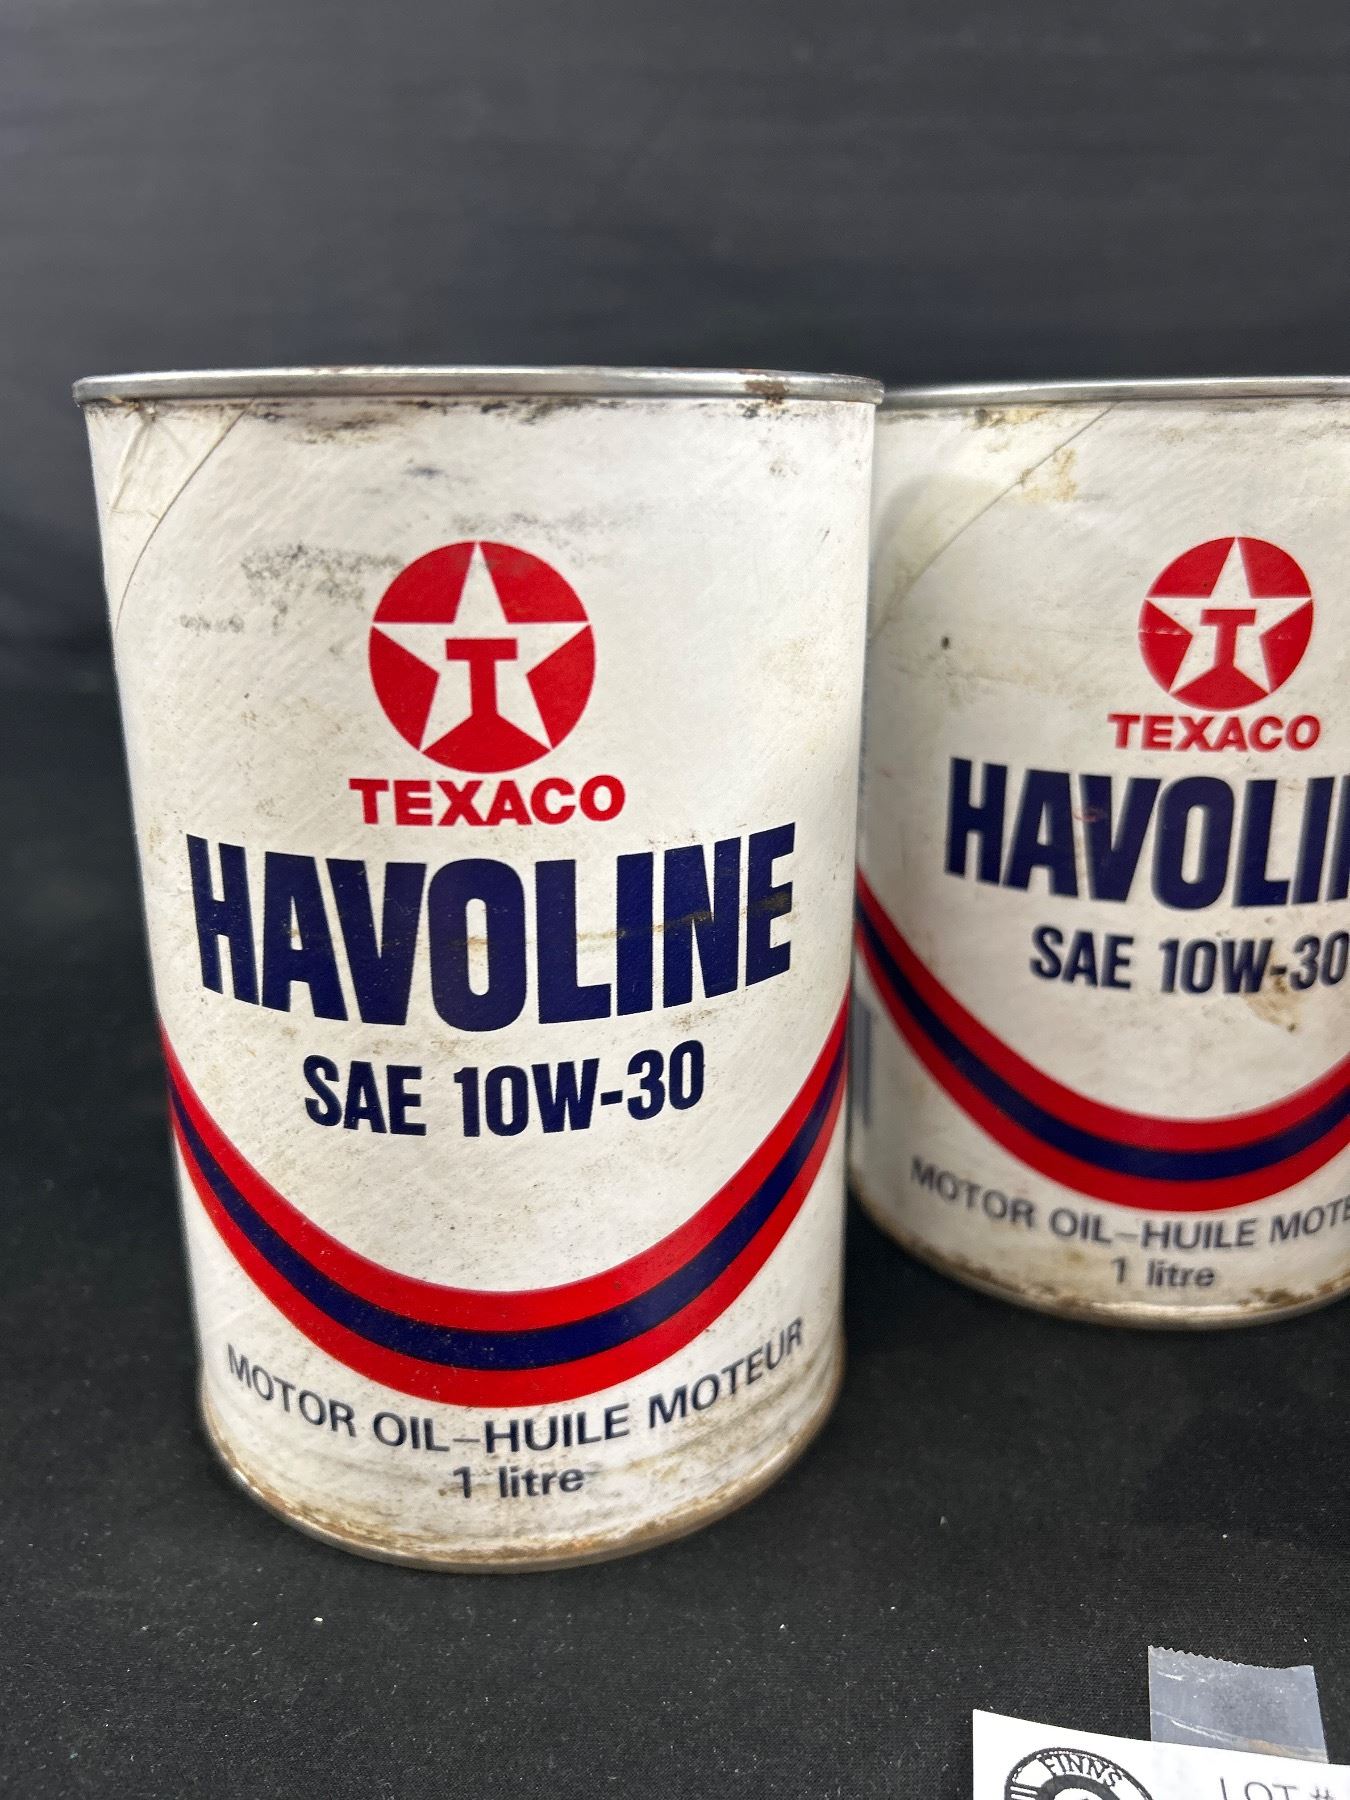 T
TEXACO
HAVOLINE
SAE 10W-30
MOTOR OIL-HUILE MOTEUR
1 litre
T
TEXACO
HAVOLI
SAE 10W-30
MOTOR OIL-HUILE MOTE
1 litre
FINNS
LOT #